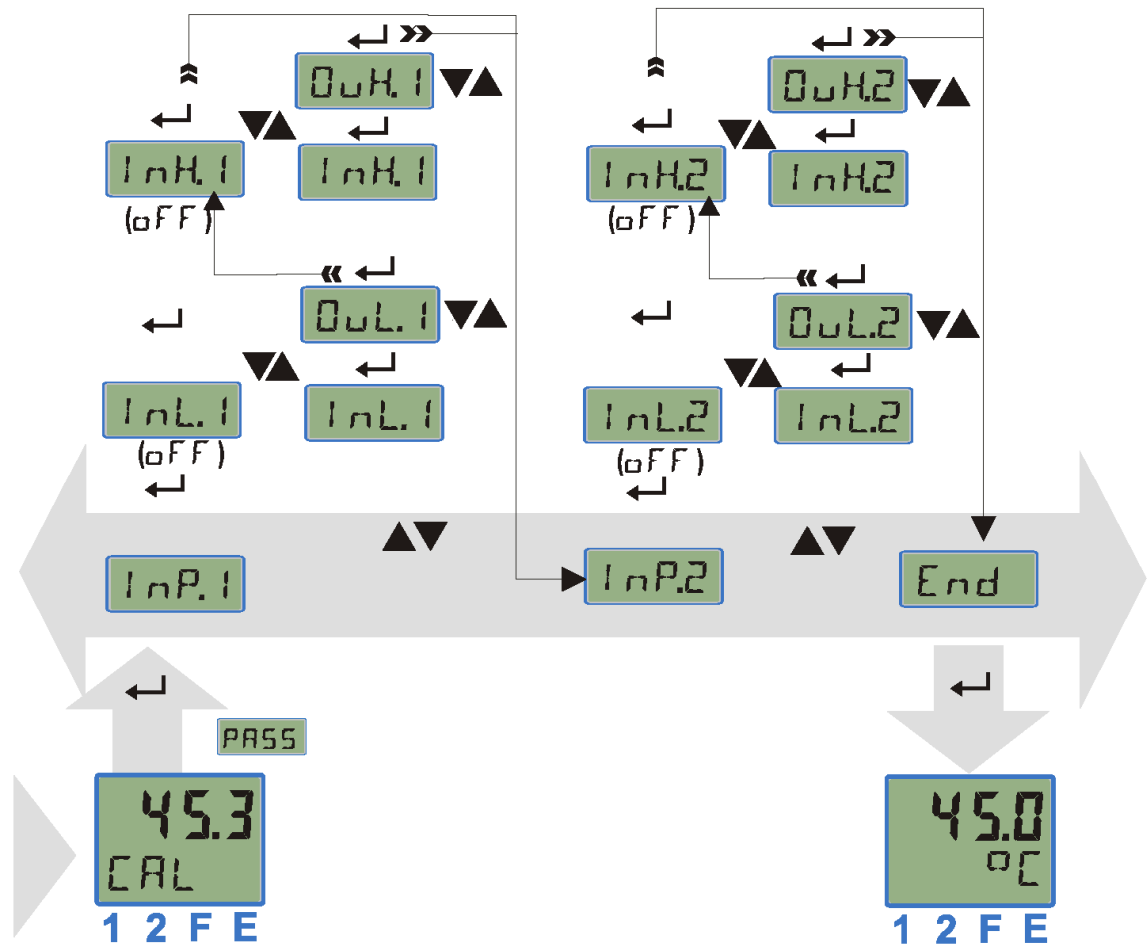 OuH.1
OuH.2
InH.1
InH.1
InH.2
InH.2
(oFF)
(oFF)
OuL.1
OuL.2
InL.1
InL.1
InL.2
InL.2
(oFF)
(oFF)
InP.1
InP.2
End
PASS
45.3
CAL
1 2 F E
45.0
°C
1 2 F E